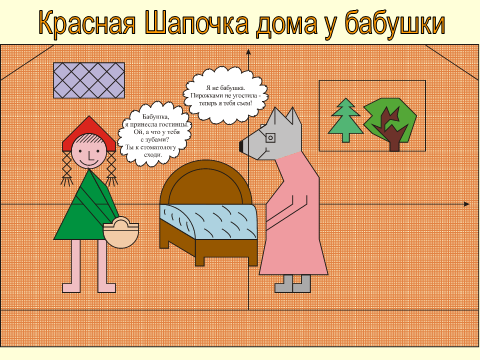 Красная Шапочка дома у бабушки
Бабушка,
я принесла гостинцы.
Ой, а что у тебя
с зубами?
Ты к стоматологу
сходи.
Я не бабушка.
Пирожками не угостила -
теперь я тебя съем!